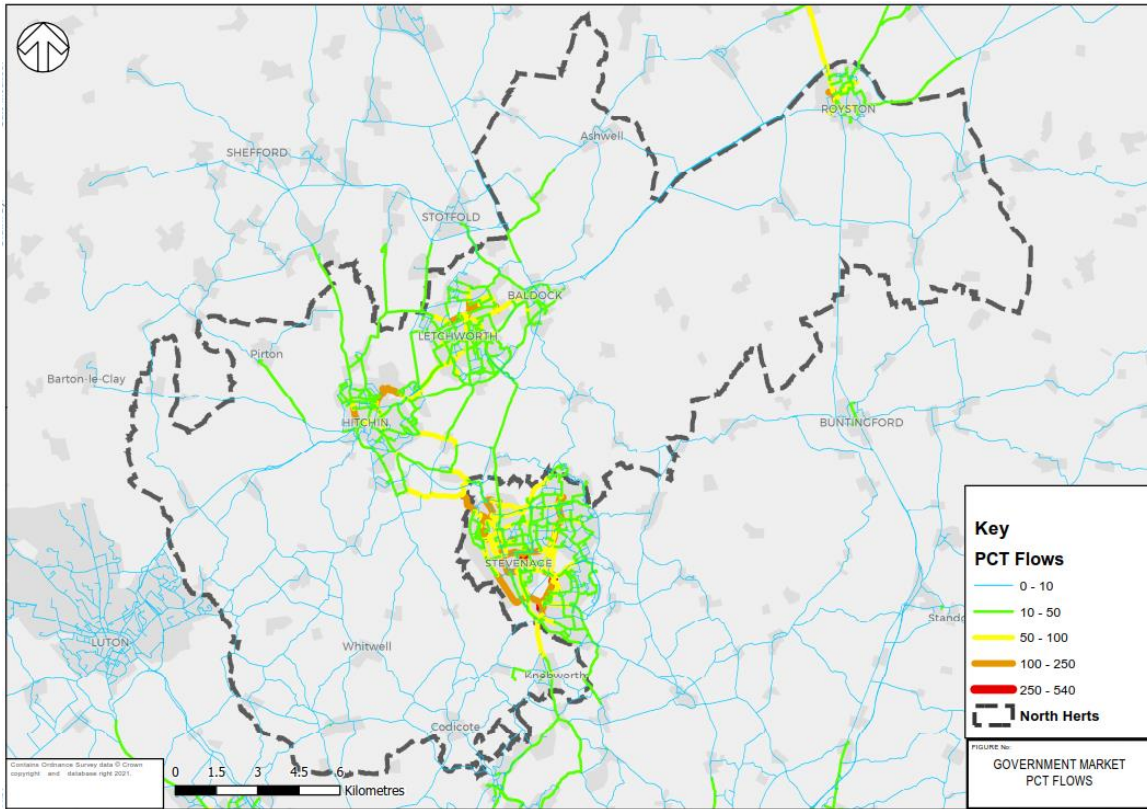 ROYSTON
Ashwell
SHEFFORD
STOTFOLD
BALDOCK
LETCHWORTH
Pirton
Barton-le-Clay
HITCHIN
BUNTINGFORD
STEVENAGE
LUTON
Whitwell
Knebworth
Codicote
Key
PCT Flows
0 - 10
10 - 50
50 - 100
100 - 250
250 - 540
North Herts
FIGURE No:
GOVERNMENT MARKET
PCT FLOWS
Contains Ordnance Survey data © Crown
copyright and database right 2021.
0 1.5 3 4.5 6
Kilometres